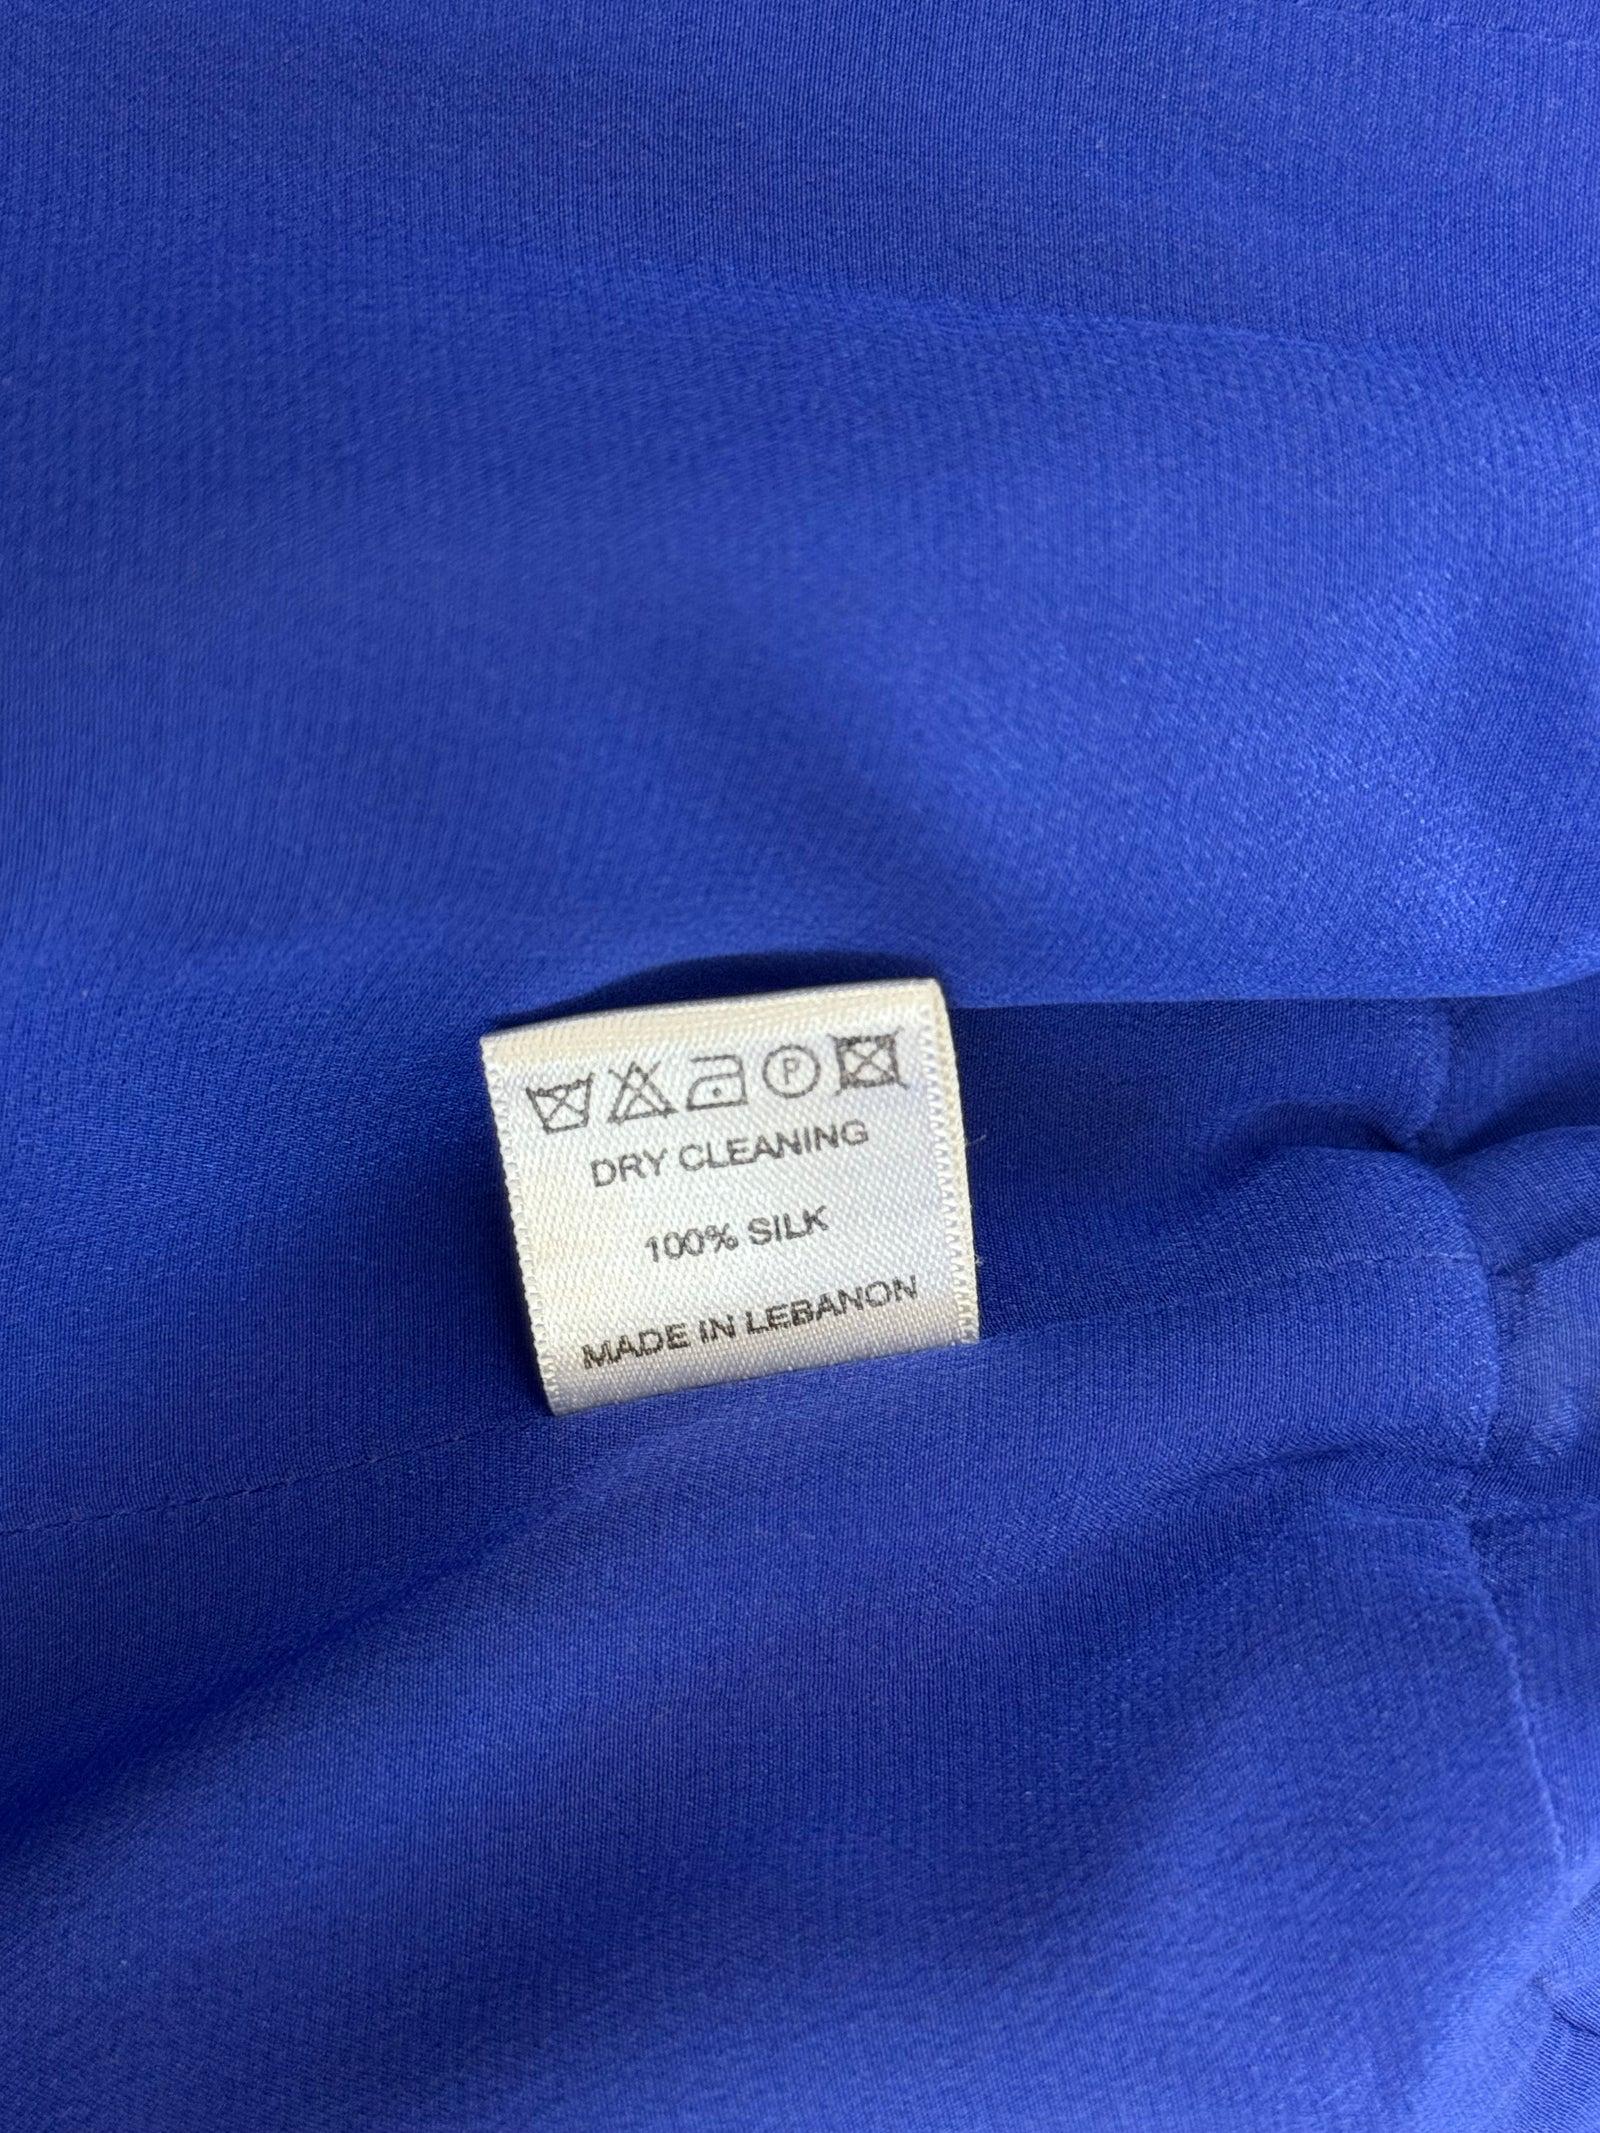 P
DRY CLEANING
100% SILK
MADE IN LEBANON